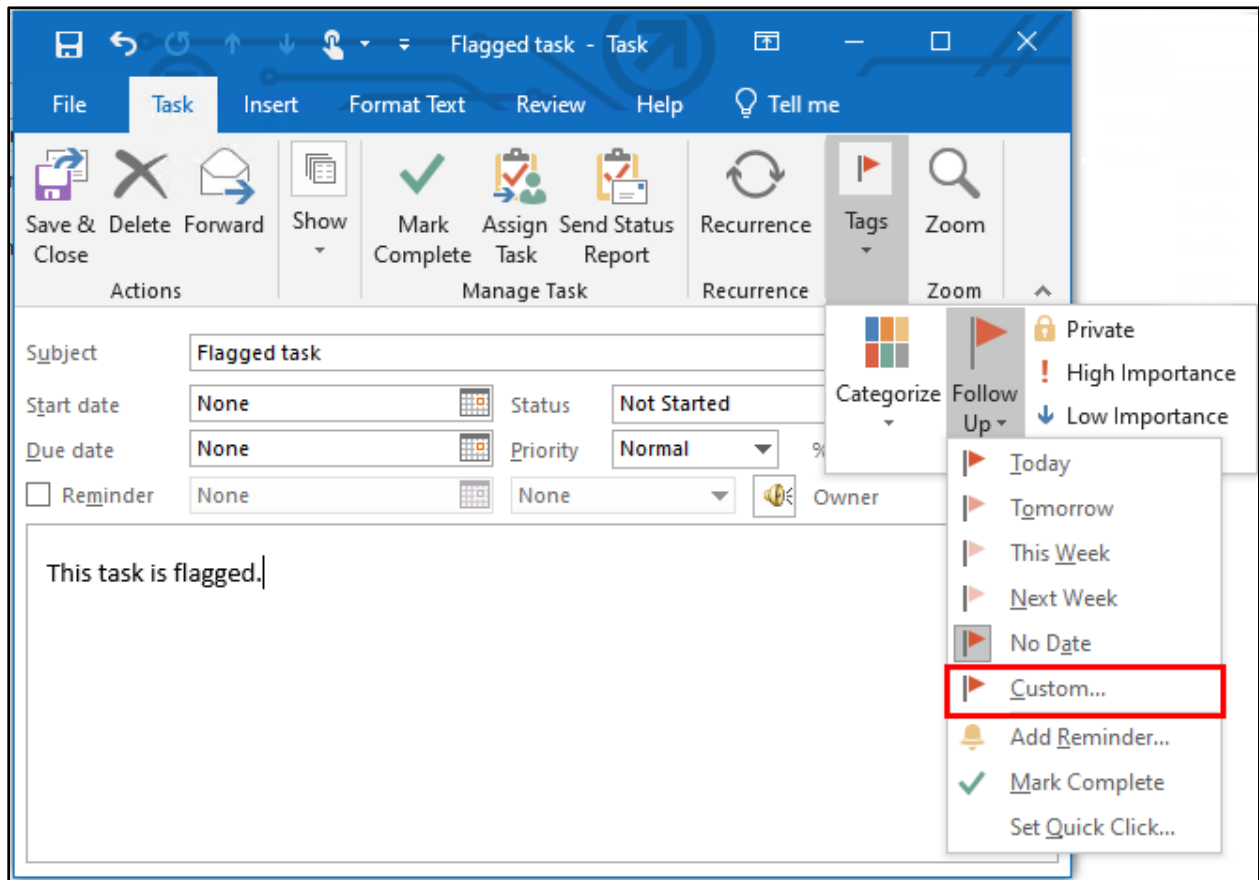 Flagged task - Task
File Task Insert Format Text Review Help Tell me
Save & Delete Forward Show Mark Assign Send Status Recurrence Tags Zoom
Close Complete Task Report
Actions Manage Task Recurrence Zoom
Subject Flagged task
Start date None Status Not Started
Due date None Priority Normal %
Reminder None None Owner
This task is flagged.
Categorize Follow
Up
Private
High Importance
Low Importance
Today
Tomorrow
This Week
Next Week
No Date
Custom...
Add Reminder...
Mark Complete
Set Quick Click...